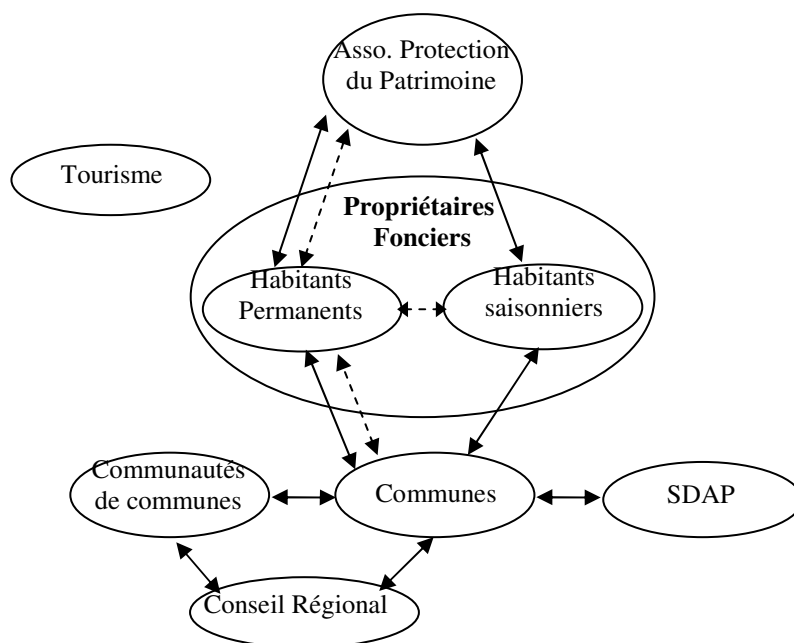 Asso. Protection
du Patrimoine
Tourisme
Propriétaires
Fonciers
Habitants
Permanents
Habitants
saisonniers
Communautés
de communes
Communes
SDAP
Conseil Régional